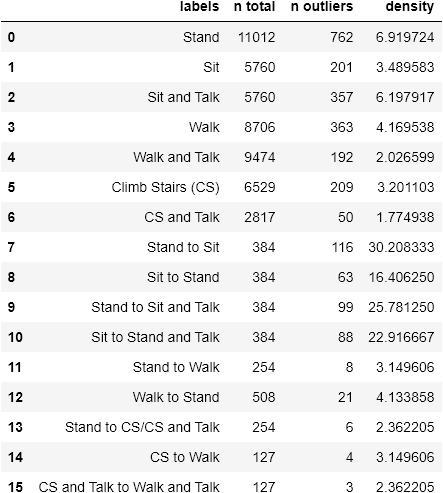 labels n total n outliers density
0 Stand 11012 762 6.919724
1 Sit 5760 201 3.489583
2 Sit and Talk 5760 357 6.197917
3 Walk 8706 363 4.169538
4 Walk and Talk 9474 192 2.026599
5 Climb Stairs (CS) 6529 209 3.201103
6 CS and Talk 2817 50 1.774938
7 Stand to Sit 384 116 30.208333
8 Sit to Stand 384 63 16.406250
9 Stand to Sit and Talk 384 99 25.781250
10 Sit to Stand and Talk 384 88 22.916667
11 Stand to Walk 254 8 3.149606
12 Walk to Stand 508 21 4.133858
13 Stand to CS/CS and Talk 254 6 2.362205
14 CS to Walk 127 4 3.149606
15 CS and Talk to Walk and Talk 127 3 2.362205